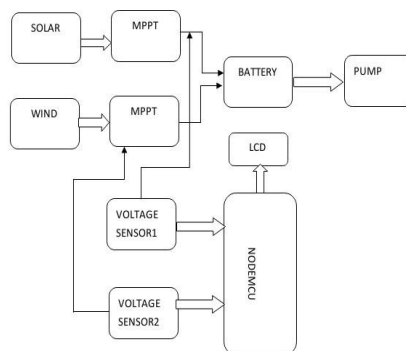 SOLAR
MPPT
BATTERY
PUMP
WIND
MPPT
LCD
VOLTAGE
SENSOR1
NODEMCU
VOLTAGE
SENSOR2